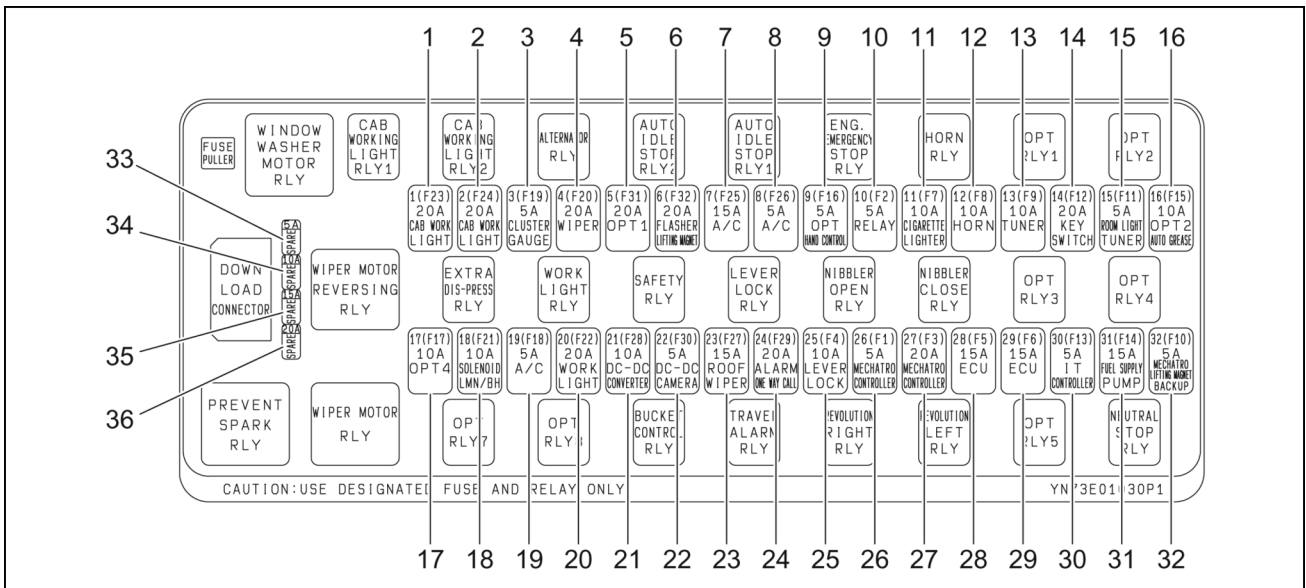 1 2 3 4 5 6 7 8 9 10 11 12 13 14 15 16
FUSE
PULLER
WINDOW
WASHER
MOTOR
RLY
CAB
WORKING
LIGHT
RLY1
CAB
WORKING
LIGHT
RLY2
ALTERNATOR
RLY
AUTO
IDLE
STOP
RLY2
AUTO
IDLE
STOP
RLY1
ENG.
EMERGENCY
STOP
RLY
HORN
RLY
OPT
RLY1
OPT
RLY2
33
34
35
36
1(F23)
20A
CAB WORK
LIGHT
2(F24)
20A
CAB WORK
LIGHT
3(F19)
5A
CLUSTER
GAUGE
4(F20)
20A
WIPER
5(F31)
20A
OPT1
6(F32)
20A
FLASHER
LIFTING MAGNET
7(F25)
15A
A/C
8(F26)
5A
A/C
9(F16)
5A
OPT
HAND CONTROL
10(F2)
5A
RELAY
11(F7)
10A
CIGARETTE
LIGHTER
12(F8)
10A
HORN
13(F9)
10A
TUNER
14(F12)
20A
KEY
SWITCH
15(F11)
5A
ROOM LIGHT
TUNER
16(F15)
10A
OPT2
AUTO GREASE
DOWN
LOAD
CONNECTOR
5A
SPARE
10A
SPARE
15A
SPARE
20A
SPARE
WIPER MOTOR
REVERSING
RLY
EXTRA
DIS-PRESS
RLY
WORK
LIGHT
RLY
SAFETY
RLY
LEVER
LOCK
RLY
NIBBLER
OPEN
RLY
NIBBLER
CLOSE
RLY
OPT
RLY3
OPT
RLY4
17(F17)
10A
OPT4
18(F21)
10A
SOLENOID
LMN/BH
19(F18)
5A
A/C
20(F22)
20A
WORK
LIGHT
21(F28)
10A
DC-DC
CONVERTER
22(F30)
5A
DC-DC
CAMERA
23(F27)
15A
ROOF
WIPER
24(F29)
20A
ALARM
ONE WAY CALL
25(F4)
10A
LEVER
LOCK
26(F1)
5A
MECHATRO
CONTROLLER
27(F3)
20A
MECHATRO
CONTROLLER
28(F5)
15A
ECU
29(F6)
15A
ECU
30(F13)
5A
IT
CONTROLLER
31(F14)
15A
FUEL SUPPLY
PUMP
32(F10)
5A
MECHATRO
LIFTING MAGNET
BACKUP
PREVENT
SPARK
RLY
WIPER MOTOR
RLY
OPT
RLY7
OPT
RLY8
BUCKET
CONTROL
RLY
TRAVEL
ALARM
RLY
REVOLUTION
RIGHT
RLY
REVOLUTION
LEFT
RLY
OPT
RLY5
NEUTRAL
STOP
RLY
CAUTION:USE DESIGNATED FUSE AND RELAY ONLY
YN73E01030P1
17 18 19 20 21 22 23 24 25 26 27 28 29 30 31 32